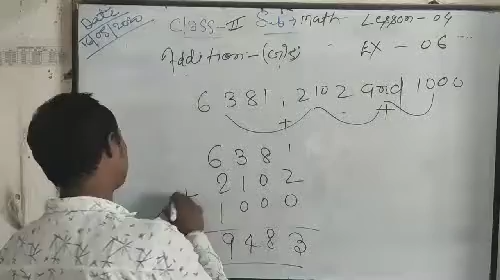 Date
Class-II Sub: math Lesson-04
Addition- EX-06
6381, 2102 and 1000
+ +
6381
2102
+ 1000
9483